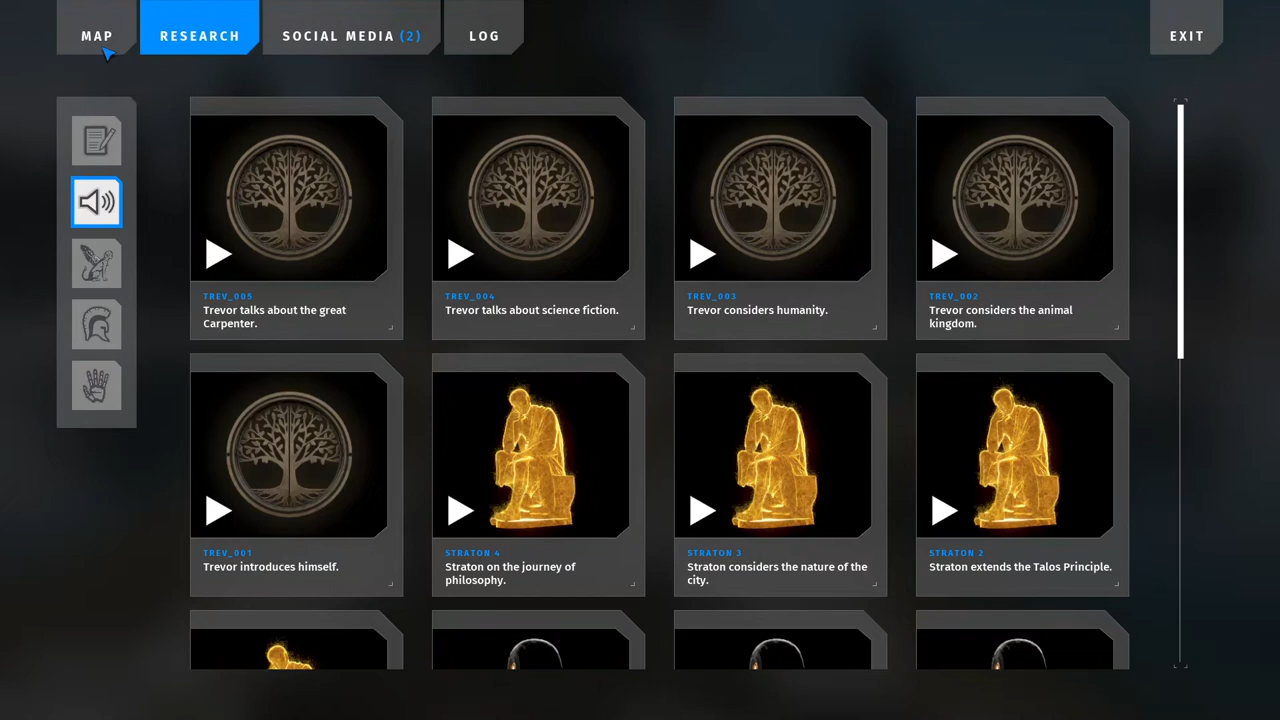 MAP
RESEARCH
SOCIAL MEDIA (2)
LOG
EXIT
TREV_005
Trevor talks about the great
Carpenter.
TREV_004
Trevor talks about science fiction.
TREV_003
Trevor considers humanity.
TREV_002
Trevor considers the animal
kingdom.
TREV_001
Trevor introduces himself.
STRATON 4
Straton on the journey of
philosophy.
STRATON 3
Straton considers the nature of the
city.
STRATON 2
Straton extends the Talos Principle.